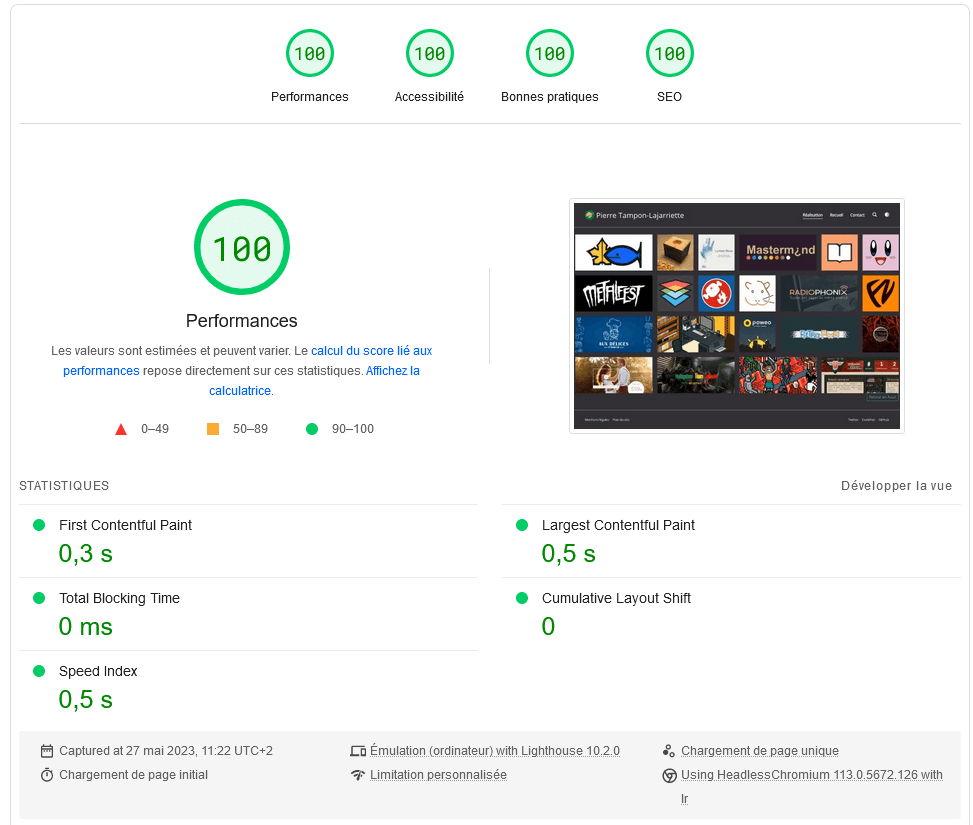 100 100 100 100
Performances Accessibilité Bonnes pratiques SEO
100
Performances
Les valeurs sont estimées et peuvent varier. Le calcul du score lié aux
performances repose directement sur ces statistiques. Affichez la
calculatrice.
0–49 50–89 90–100
Pierre Tampon-Lajarriette
Réalisation Recueil Contact
Mastermind
METALFEST
RADIOPHONIX
AUX DÉLICES
poweo
STATISTIQUES
Développer la vue
First Contentful Paint
0,3 s
Largest Contentful Paint
0,5 s
Total Blocking Time
0 ms
Cumulative Layout Shift
0
Speed Index
0,5 s
Captured at 27 mai 2023, 11:22 UTC+2
Émulation (ordinateur) with Lighthouse 10.2.0
Chargement de page unique
Chargement de page initial
Limitation personnalisée
Using HeadlessChromium 113.0.5672.126 with
lr